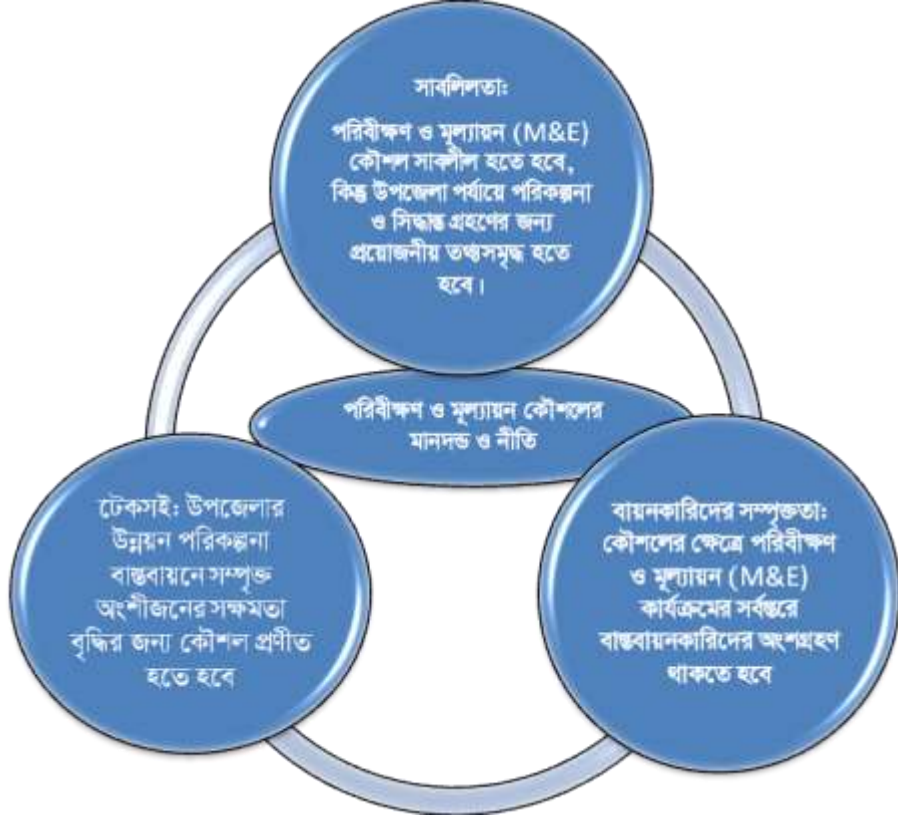 সাবলিলতাঃ
পরিবীক্ষণ ও মূল্যায়ন (M&E)
কৌশল সাবলীল হতে হবে,
কিন্তু উপজেলা পর্যায়ে পরিকল্পনা
ও সিদ্ধান্ত গ্রহণের জন্য
প্রয়োজনীয় তথ্যসমৃদ্ধ হতে
হবে।
পরিবীক্ষণ ও মূল্যায়ন কৌশলের
মানদন্ড ও নীতি
টেকসই: উপজেলার
উন্নয়ন পরিকল্পনা
বাস্তবায়নে সম্পৃক্ত
অংশীজনের সক্ষমতা
বৃদ্ধির জন্য কৌশল প্রণীত
হতে হবে
বায়নকারিদের সম্পৃক্ততা:
কৌশলের ক্ষেত্রে পরিবীক্ষণ
ও মূল্যায়ন (M&E)
কার্যক্রমের সর্বস্তরে
বাস্তবায়নকারিদের অংশগ্রহণ
থাকতে হবে